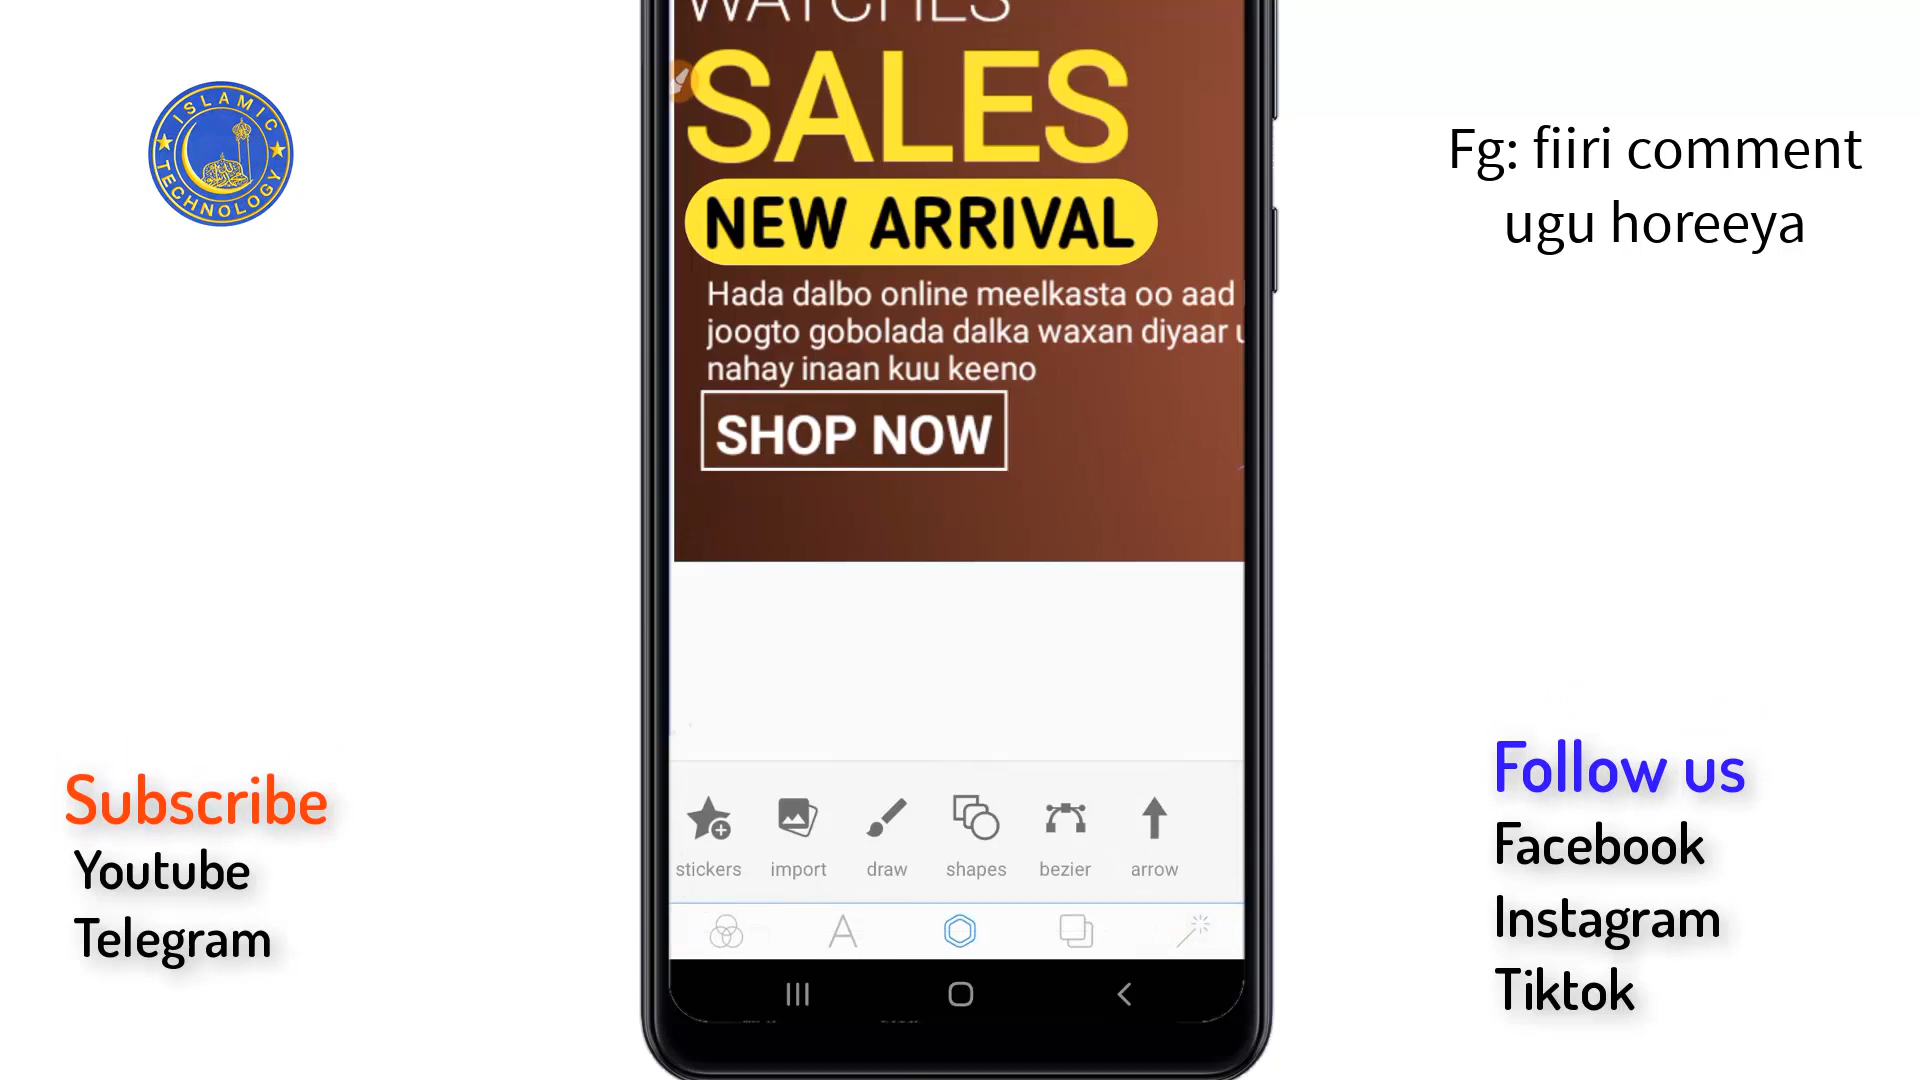 ISLAMIC
TECHNOLOGY
WATCHES
SALES
NEW ARRIVAL
Hada dalbo online meelkasta oo aad
joogto gobolada dalka waxan diyaar u
nahay inaan kuu keeno
SHOP NOW
Fg: fiiri comment
ugu horeeya
Subscribe
Youtube
Telegram
Follow us
Facebook
Instagram
Tiktok
stickers import draw shapes bezier arrow